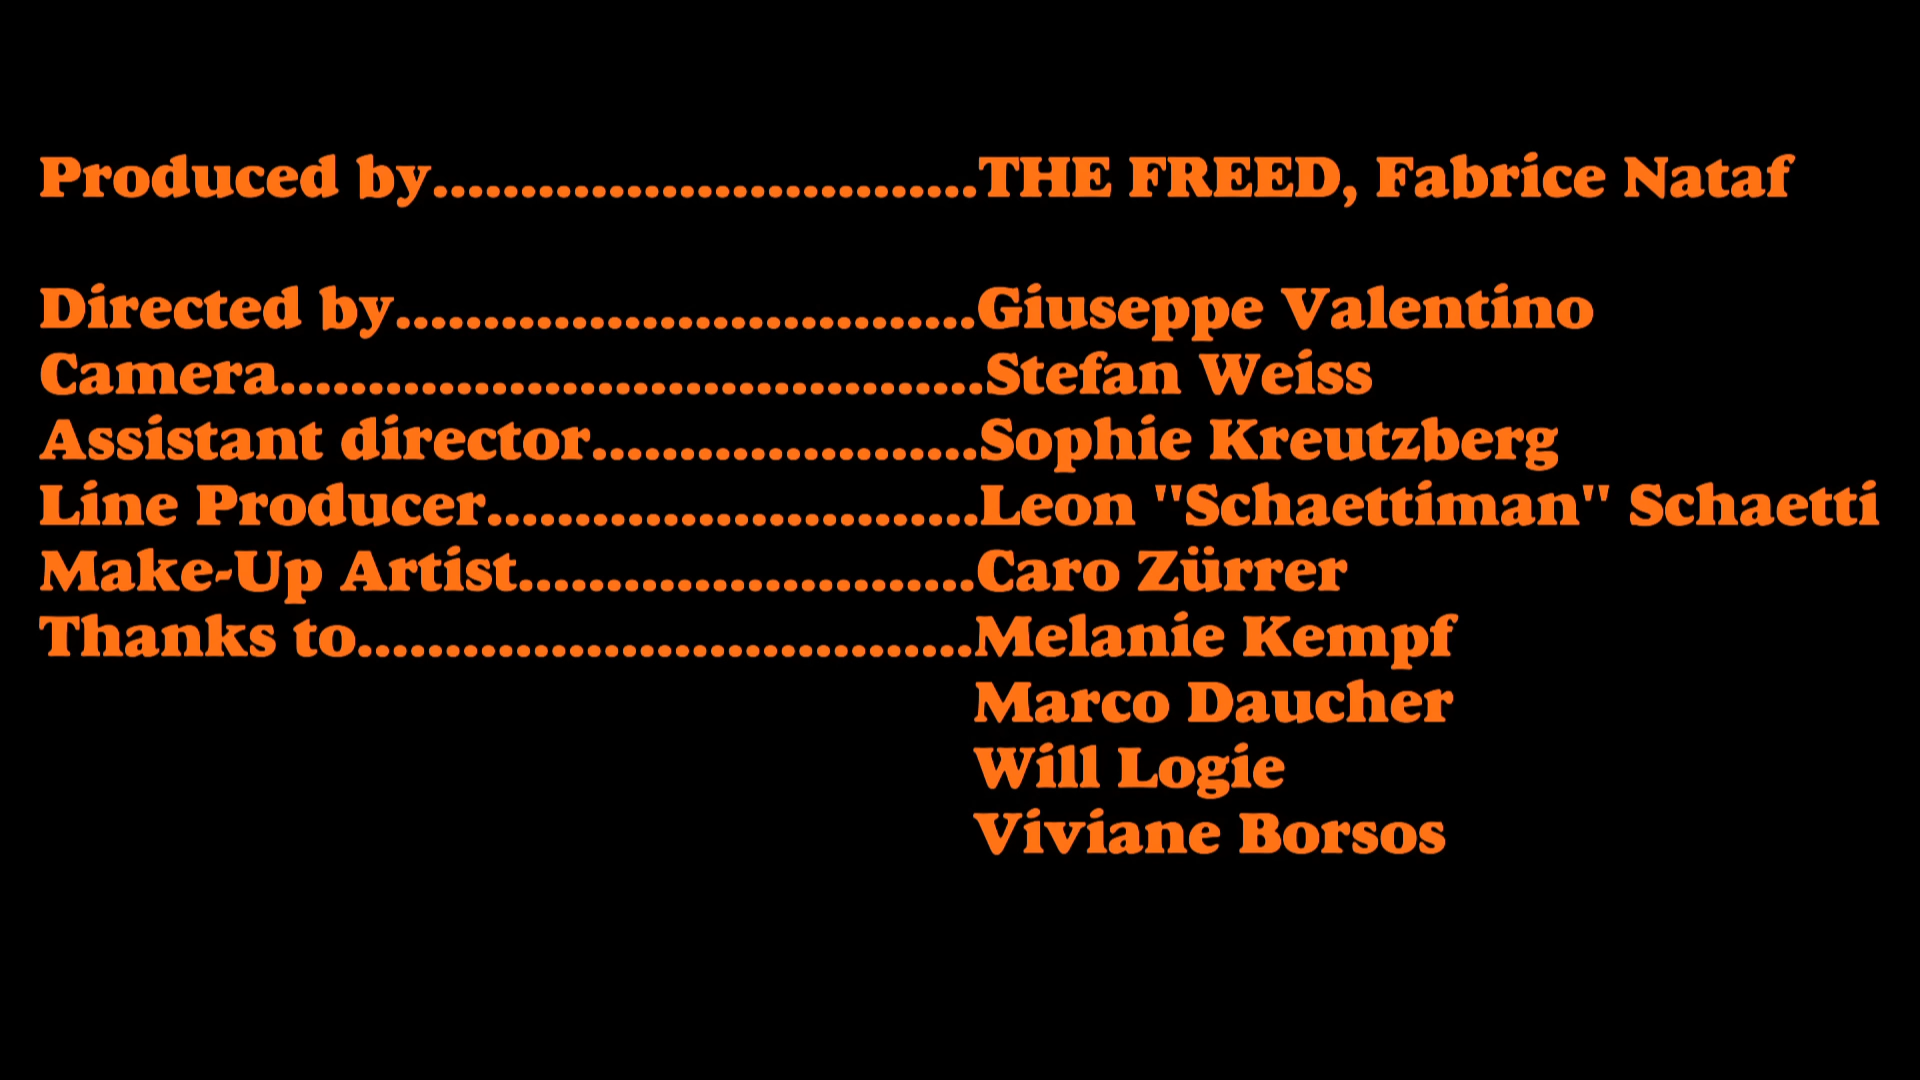 Produced by...............................THE FREED, Fabrice Nataf
Directed by.................................Giuseppe Valentino
Camera........................................Stefan Weiss
Assistant director......................Sophie Kreutzberg
Line Producer............................Leon "Schaettiman" Schaetti
Make-Up Artist..........................Caro Zürrer
Thanks to...................................Melanie Kempf
Marco Daucher
Will Logie
Viviane Borsos